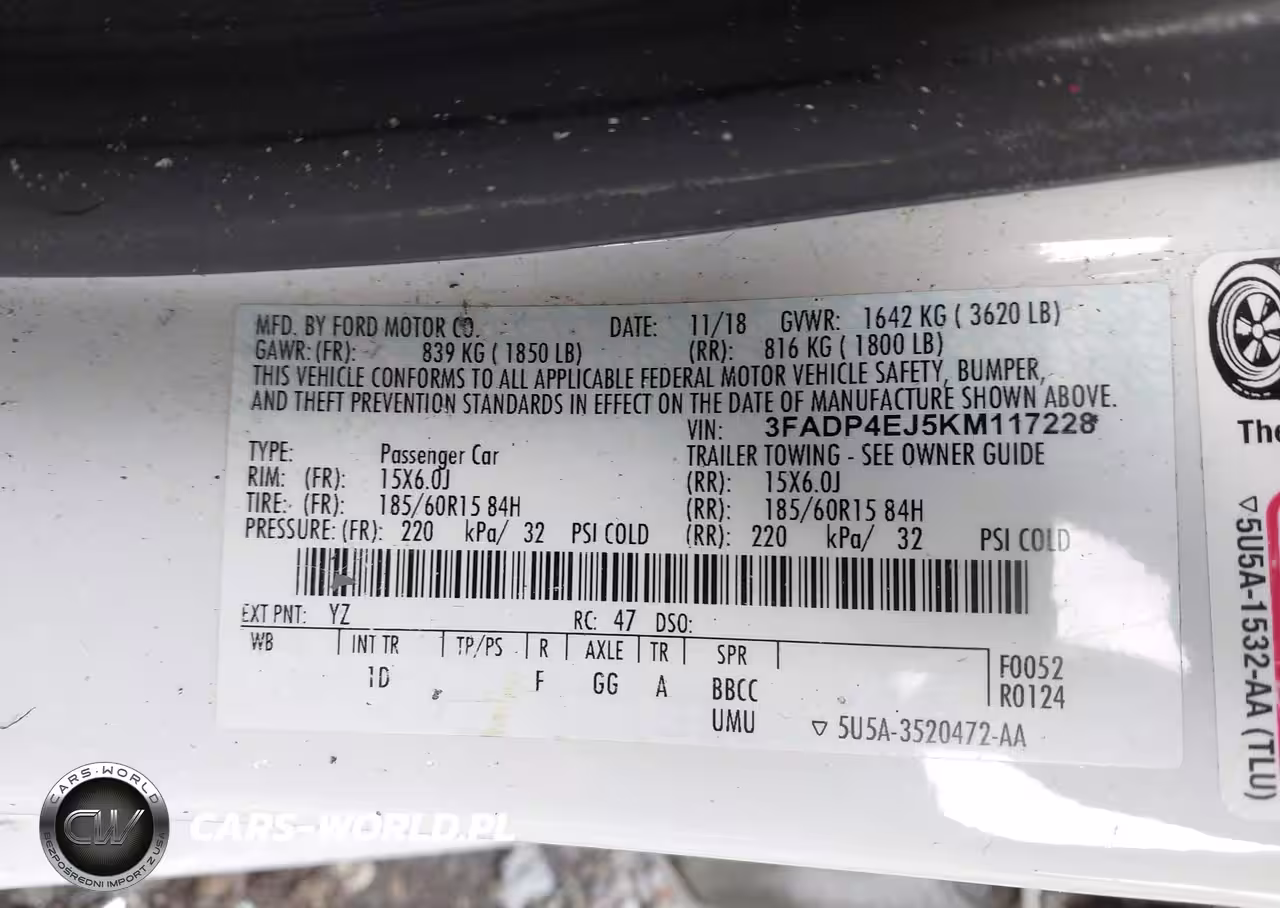 MFD. BY FORD MOTOR CO. DATE: 11/18 GVWR: 1642 KG ( 3620 LB)
GAWR: (FR): 839 KG ( 1850 LB) (RR): 816 KG ( 1800 LB)
THIS VEHICLE CONFORMS TO ALL APPLICABLE FEDERAL MOTOR VEHICLE SAFETY, BUMPER,
AND THEFT PREVENTION STANDARDS IN EFFECT ON THE DATE OF MANUFACTURE SHOWN ABOVE.
VIN: 3FADP4EJ5KM117228
TYPE: Passenger Car TRAILER TOWING - SEE OWNER GUIDE
RIM: (FR): 15X6.0J (RR): 15X6.0J
TIRE: (FR): 185/60R15 84H (RR): 185/60R15 84H
PRESSURE: (FR): 220 kPa/ 32 PSI COLD (RR): 220 kPa/ 32 PSI COLD
EXT PNT: YZ RC: 47 DSO:
WB INT TR TP/PS R AXLE TR SPR
1D F GG A BBCC
UMU
F0052
R0124
▽ 5U5A-3520472-AA
The
▽5U5A-1532-AA (TLU)
CARS-WORLD
CW
BEZPOŚREDNI IMPORT Z USA
CARS-WORLD.PL